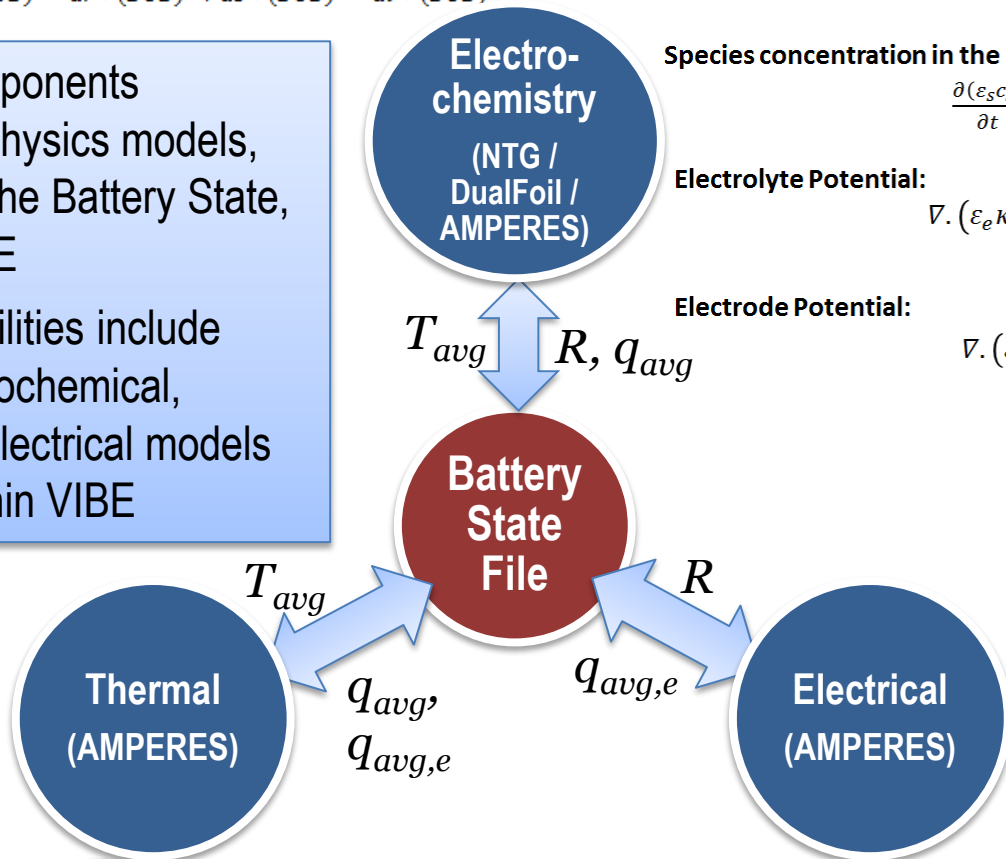 Electro-
chemistry
(NTG /
DualFoil /
AMPERES)
ponents
hysics models,
he Battery State,
E
ilities include
ochemical,
lectrical models
nin VIBE
Species concentration in the
∂(ε_s c
∂t
Electrolyte Potential:
∇.(ε_e κ
Electrode Potential:
∇.(
T_avg
R, q_avg
Battery
State
File
T_avg
q_avg,
q_avg,e
R
q_avg,e
Thermal
(AMPERES)
Electrical
(AMPERES)